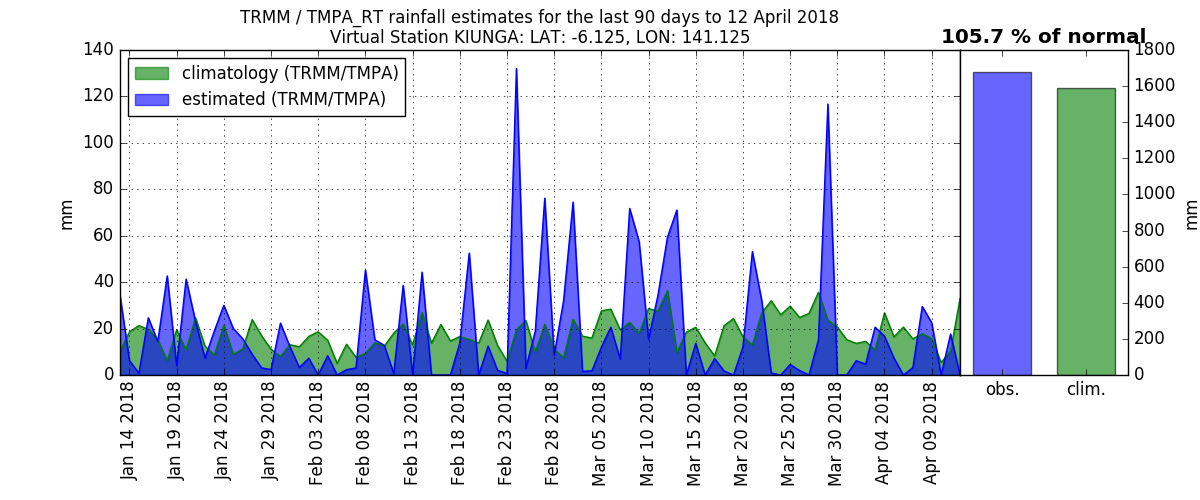 TRMM / TMPA_RT rainfall estimates for the last 90 days to 12 April 2018
Virtual Station KIUNGA: LAT: -6.125, LON: 141.125
105.7 % of normal
climatology (TRMM/TMPA)
estimated (TRMM/TMPA)
mm
140
120
100
80
60
40
20
0
Jan 14 2018
Jan 19 2018
Jan 24 2018
Jan 29 2018
Feb 03 2018
Feb 08 2018
Feb 13 2018
Feb 18 2018
Feb 23 2018
Feb 28 2018
Mar 05 2018
Mar 10 2018
Mar 15 2018
Mar 20 2018
Mar 25 2018
Mar 30 2018
Apr 04 2018
Apr 09 2018
obs.
clim.
1800
1600
1400
1200
1000
800
600
400
200
0
mm